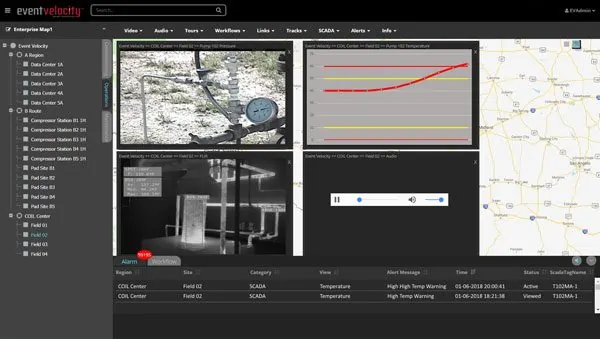 eventvelocity
Search...
EVAdmin
Enterprise Map1
Video
Audio
Tours
Workflows
Links
Tracks
SCADA
Alerts
Info
Event Velocity
A Region
Data Center 1A
Data Center 2A
Data Center 3A
Data Center 4A
Data Center 5A
B Route
Compressor Station B1 1H
Compressor Station B2 1H
Compressor Station B3 1H
Compressor Station B4 1H
Compressor Station B5 1H
Pad Site B1
Pad Site B2
Pad Site B3
Pad Site B4
Pad Site B5
COIL Center
Field 01
Field 02
Field 03
Field 04
Operations
Event Velocity >> COIL Center >> Field 02 >> Pump 102 Pressure X
Event Velocity >> COIL Center >> Field 02 >> Pump 102 Temperature X
Event Velocity >> COIL Center >> Field 02 >> FLIR X
Event Velocity >> COIL Center >> Field 02 >> Audio X
Midland
San Angelo
Alarm
Workflow
Region Site Category View Alert Message Time Status ScadaTagName
COIL Center Field 02 SCADA Temperature High High Temp Warning 01-06-2018 20:00:41 Active T102MA-1
COIL Center Field 02 SCADA Temperature High Temp Warning 01-06-2018 18:21:38 Viewed T102MA-1